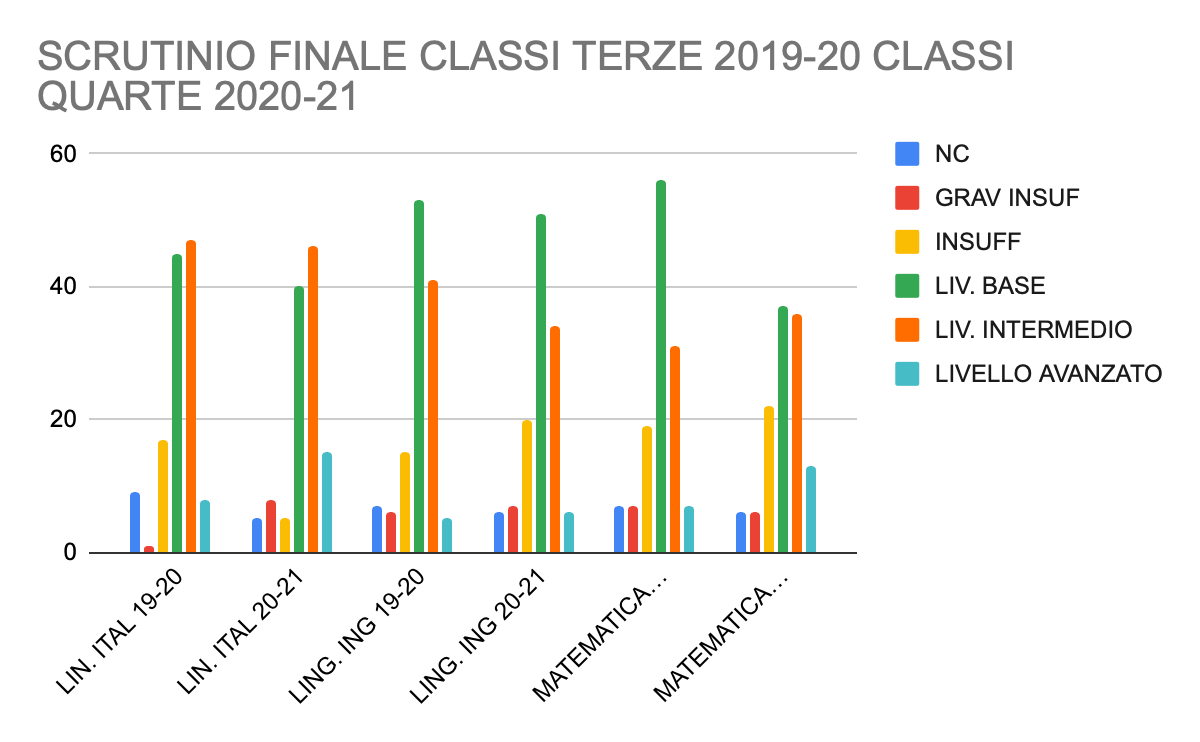 SCRUTINIO FINALE CLASSI TERZE 2019-20 CLASSI
QUARTE 2020-21
60
40
20
0
NC
GRAV INSUF
INSUFF
LIV. BASE
LIV. INTERMEDIO
LIVELLO AVANZATO
LIN. ITAL 19-20
LIN. ITAL 20-21
LING. ING 19-20
LING. ING 20-21
MATEMATICA…
MATEMATICA…